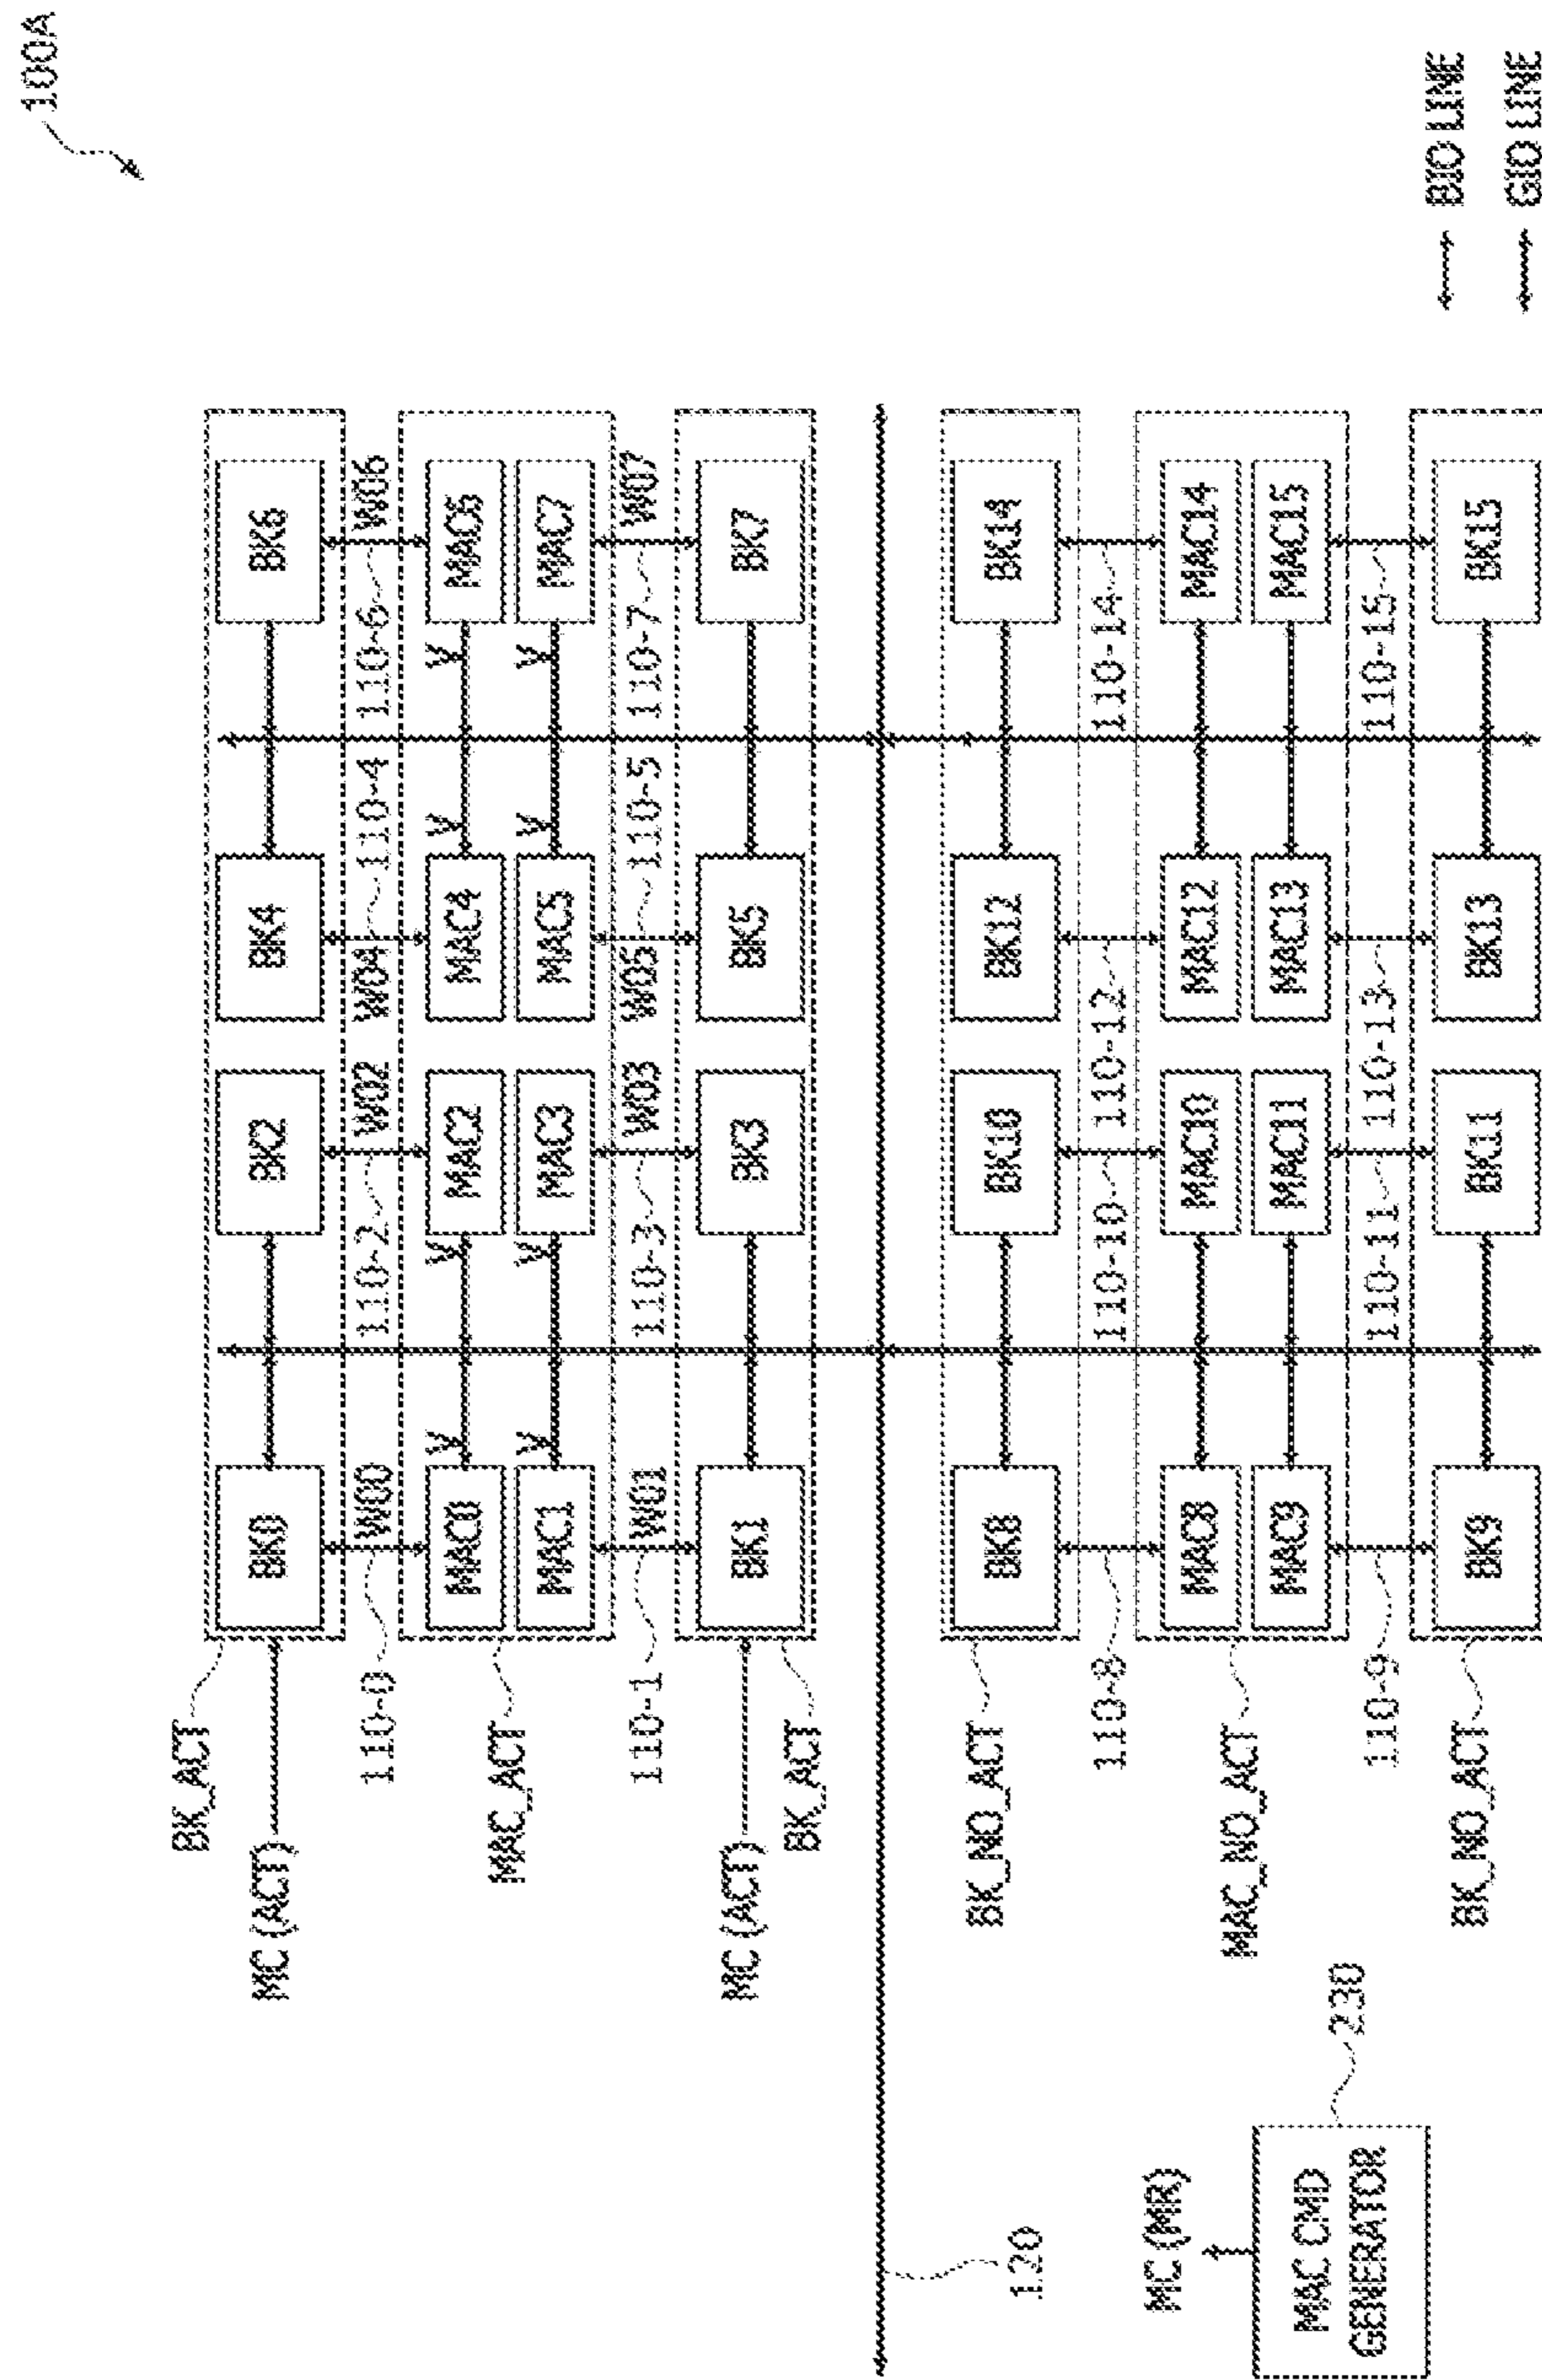 100A
BK_ACT
MC (ACT)
BK0
BK2
BK4
BK6
110-0
W00
110-2
W02
W04
110-4
110-6
W06
MAC_ACT
MAC0
V
V
MAC2
MAC4
V
V
MAC6
MAC1
V
V
MAC3
MAC5
V
V
MAC7
110-1
W01
110-3
W03
W05
110-5
110-7
W07
MC (ACT)
BK_ACT
BK1
BK3
BK5
BK7
120
BK_NO_ACT
BK8
BK10
BK12
BK14
110-8
110-10
110-12
110-14
MAC_NO_ACT
MAC8
MAC10
MAC12
MAC14
MAC9
MAC11
MAC13
MAC15
110-9
110-11
110-13
110-15
BK_NO_ACT
BK9
BK11
BK13
BK15
MC (MR)
MAC CMD
GENERATOR
230
BIO LINE
GIO LINE